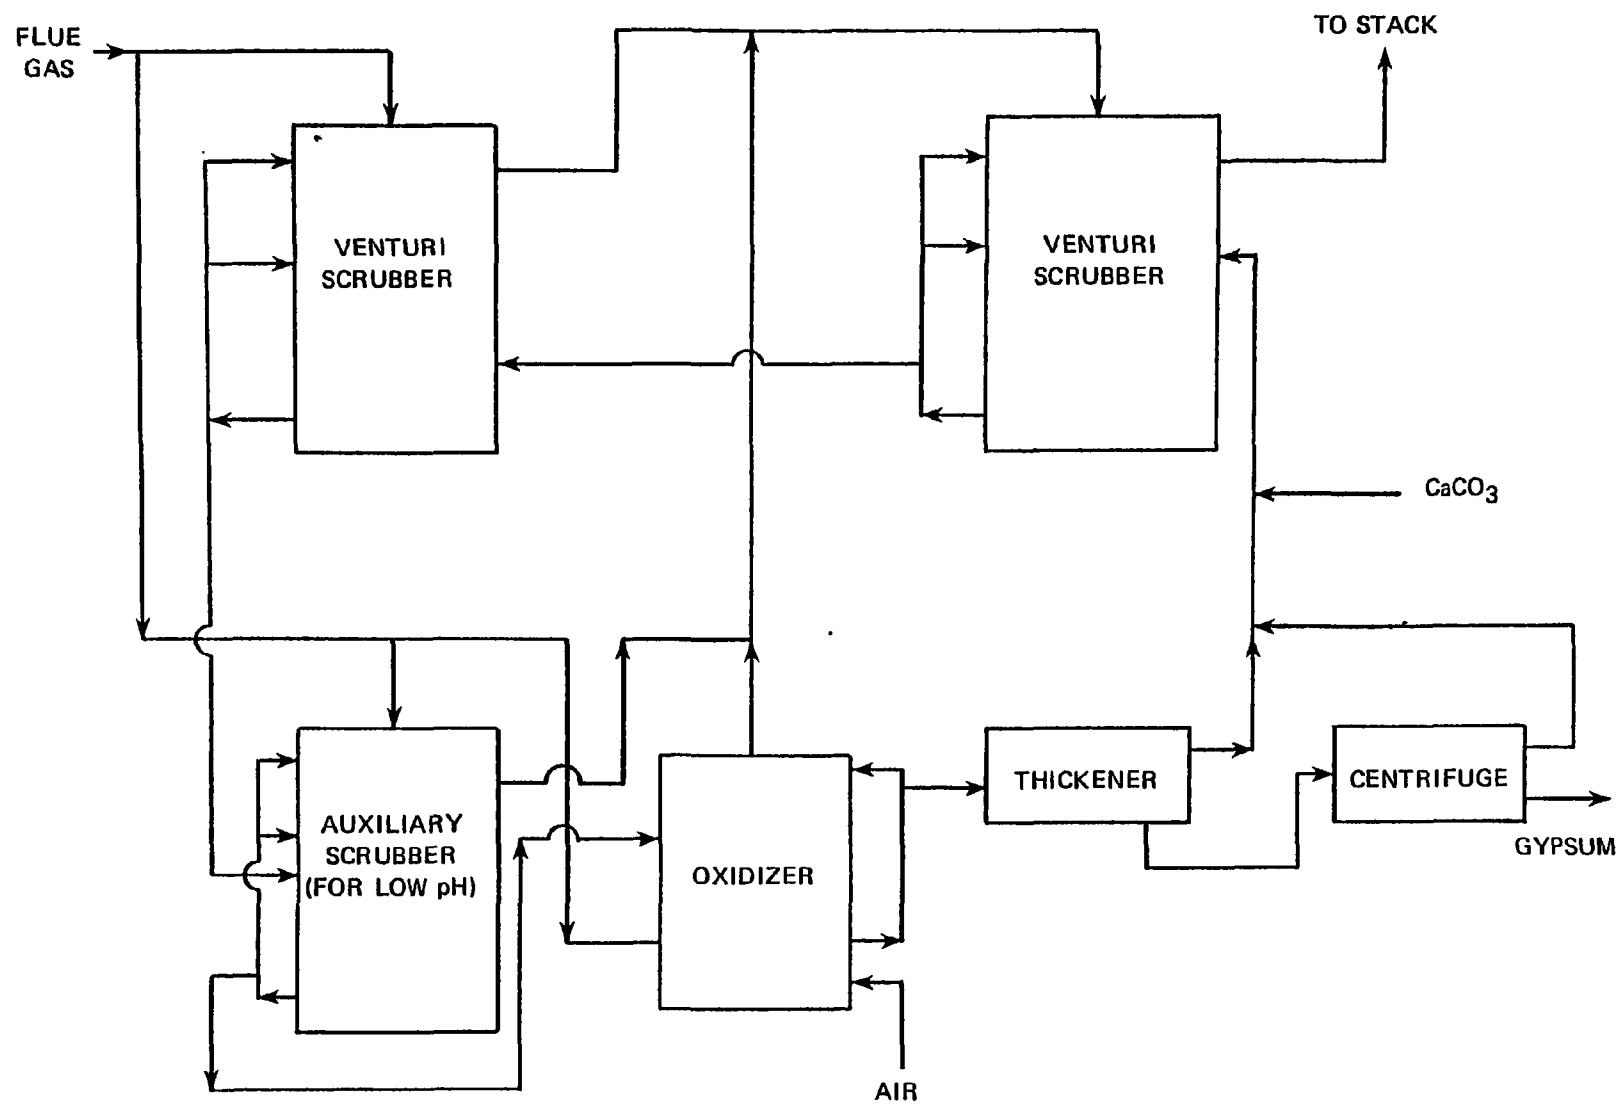 FLUE
GAS
TO STACK
VENTURI
SCRUBBER
VENTURI
SCRUBBER
CaCO3
AUXILIARY
SCRUBBER
(FOR LOW pH)
OXIDIZER
THICKENER
CENTRIFUGE
GYPSUM
AIR